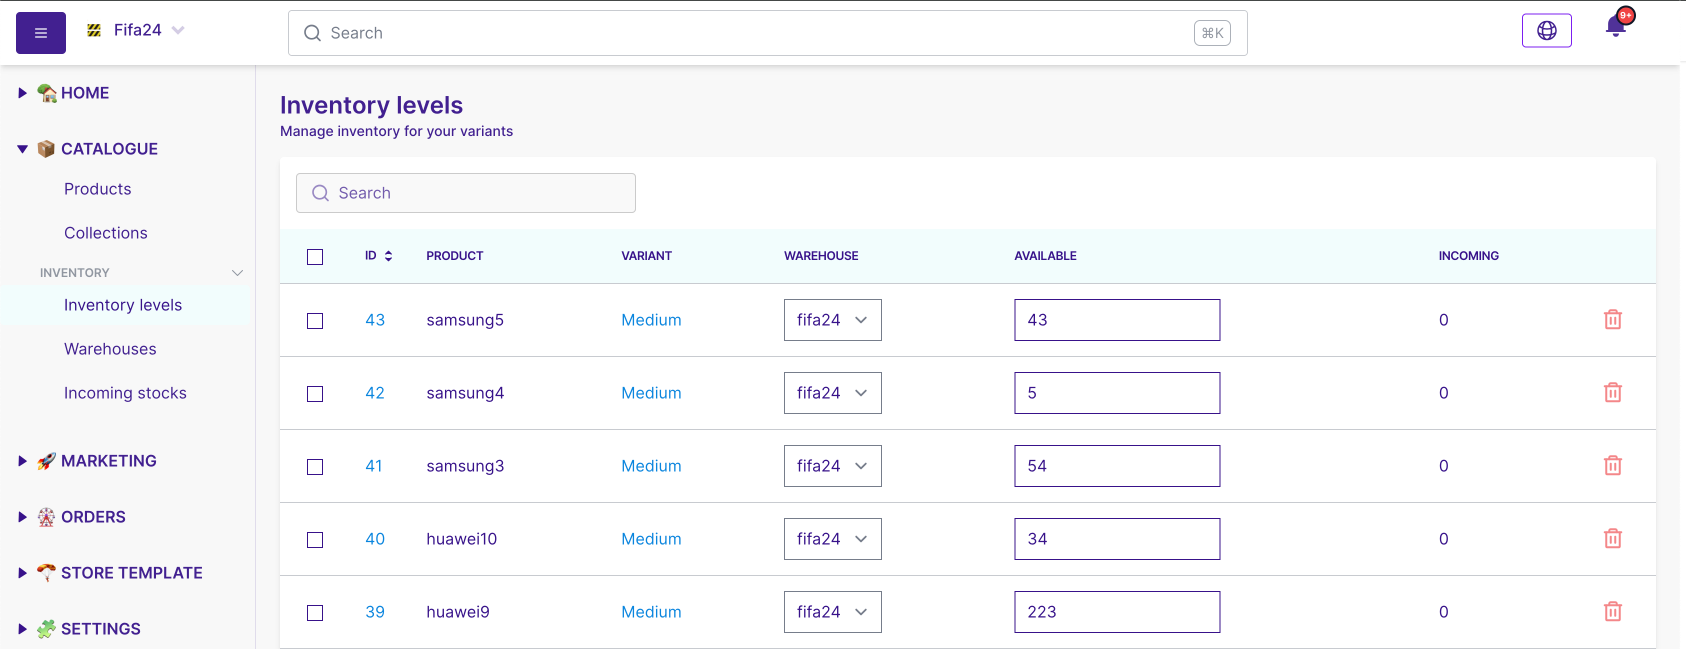 Fifa24
Search
⌘K
9+
HOME
CATALOGUE
Products
Collections
INVENTORY
Inventory levels
Warehouses
Incoming stocks
MARKETING
ORDERS
STORE TEMPLATE
SETTINGS
Inventory levels
Manage inventory for your variants
Search
ID PRODUCT VARIANT WAREHOUSE AVAILABLE INCOMING
43 samsung5 Medium fifa24 43 0
42 samsung4 Medium fifa24 5 0
41 samsung3 Medium fifa24 54 0
40 huawei10 Medium fifa24 34 0
39 huawei9 Medium fifa24 223 0